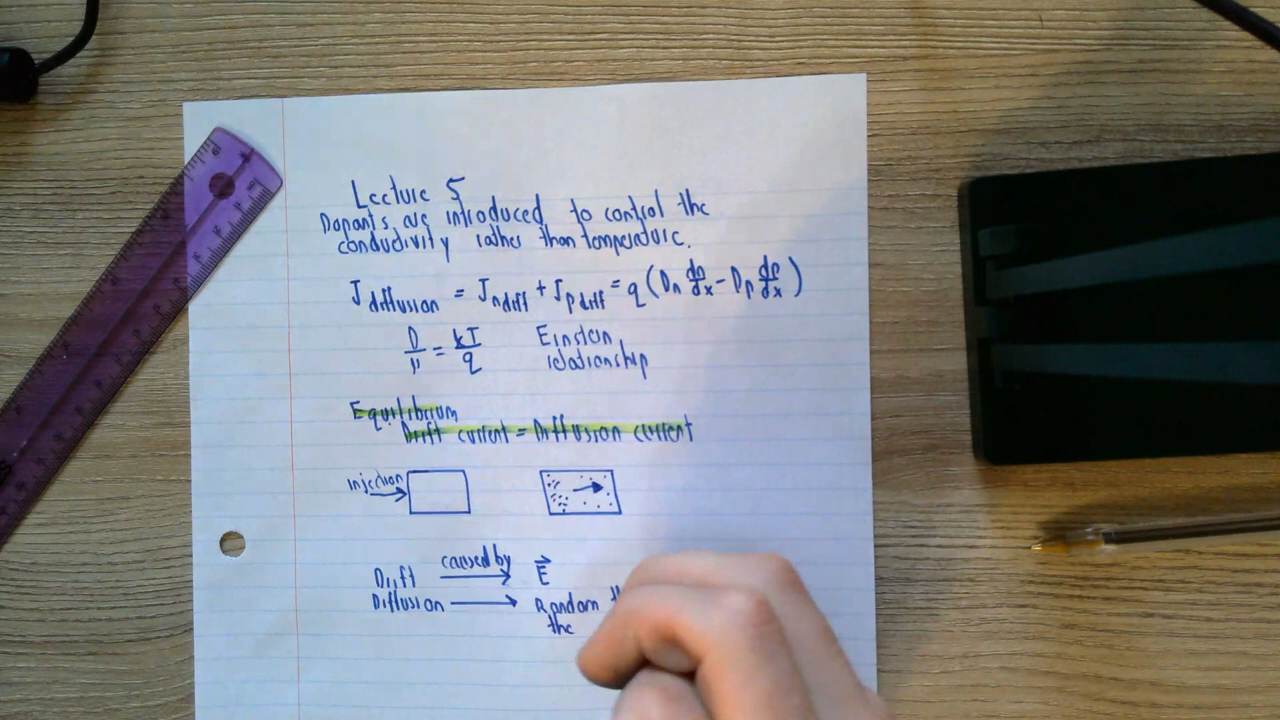 Lecture 5
Dopants are introduced to control the
conductivity rather than temperature.
J diffusion = Jn diff + Jp diff = q (Dn dn/dx - Dp dp/dx)
D/μ = kT/q Einstein
relationship
Equilibrium
Drift current = Diffusion current
injection
Drift caused by E⃗
Diffusion Random
the